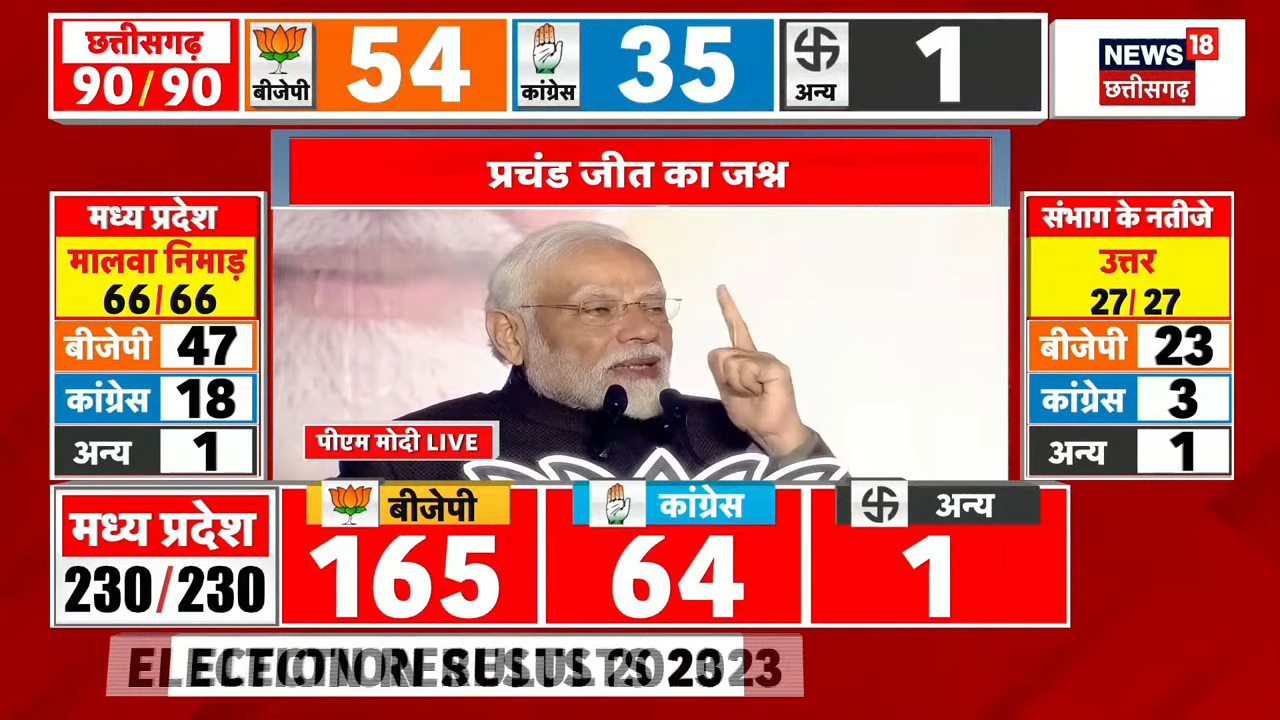 छत्तीसगढ़
90/90
बीजेपी
54
कांग्रेस
35
अन्य
1
NEWS 18
छत्तीसगढ़
प्रचंड जीत का जश्न
मध्य प्रदेश
मालवा निमाड़
66/66
बीजेपी 47
कांग्रेस 18
अन्य 1
संभाग के नतीजे
उत्तर
27/27
बीजेपी 23
कांग्रेस 3
अन्य 1
पीएम मोदी LIVE
मध्य प्रदेश
230/230
बीजेपी
165
कांग्रेस
64
अन्य
1